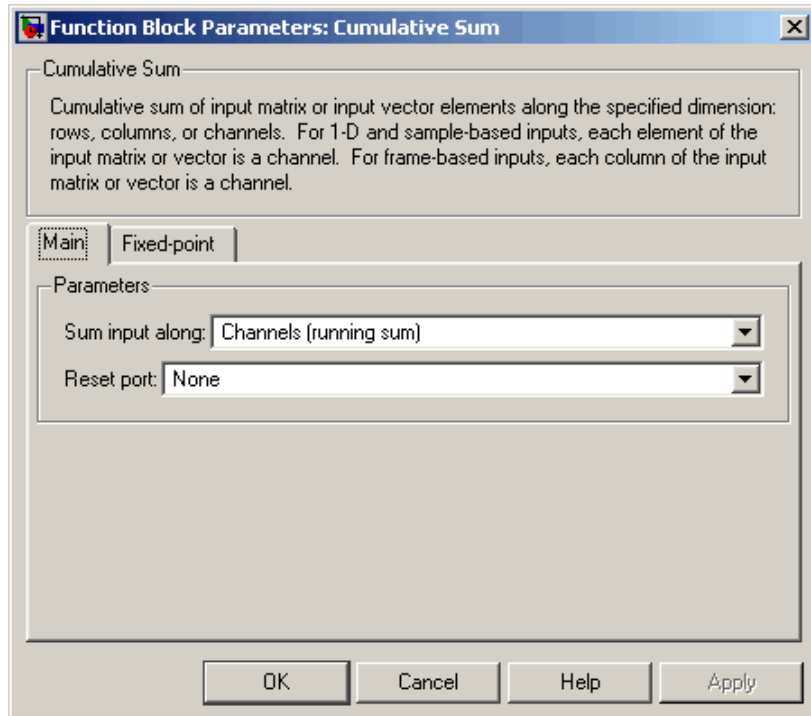 Function Block Parameters: Cumulative Sum
Cumulative Sum
Cumulative sum of input matrix or input vector elements along the specified dimension:
rows, columns, or channels.  For 1-D and sample-based inputs, each element of the
input matrix or vector is a channel.  For frame-based inputs, each column of the input
matrix or vector is a channel.
Main Fixed-point
Parameters
Sum input along: Channels (running sum)
Reset port: None
OK Cancel Help Apply